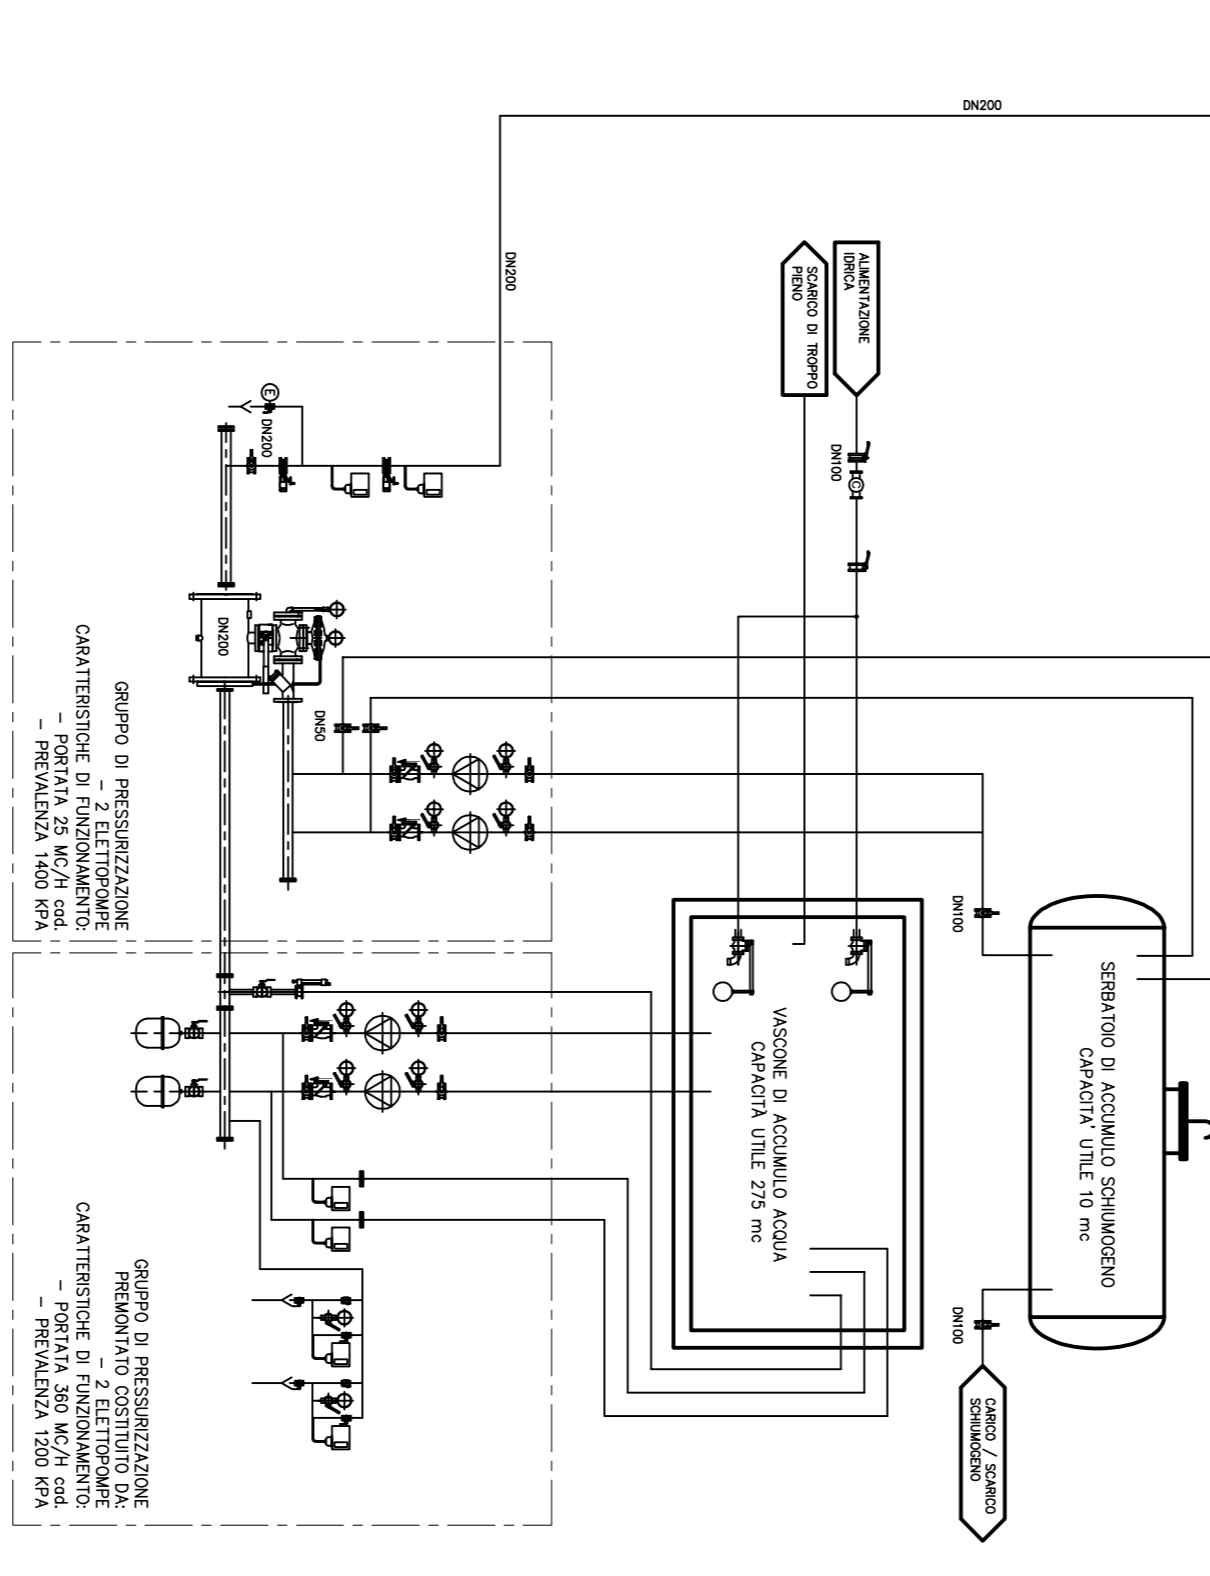 DN200
DN200
ALIMENTAZIONE
IDRICA
SCARICO DI TROPPO
PIENO
E
DN200
DN100
C
DN200
DN50
GRUPPO DI PRESSURIZZAZIONE
- 2 ELETTOPOMPE
CARATTERISTICHE DI FUNZIONAMENTO:
- PORTATA 25 MC/H cad.
- PREVALENZA 1400 KPA
DN100
SERBATOIO DI ACCUMULO SCHIUMOGENO
CAPACITA' UTILE 10 mc
VASCONE DI ACCUMULO ACQUA
CAPACITÀ UTILE 275 mc
DN100
CARICO / SCARICO
SCHIUMOGENO
GRUPPO DI PRESSURIZZAZIONE
PREMONTATO COSTITUITO DA:
- 2 ELETTOPOMPE
CARATTERISTICHE DI FUNZIONAMENTO:
- PORTATA 360 MC/H cad.
- PREVALENZA 1200 KPA